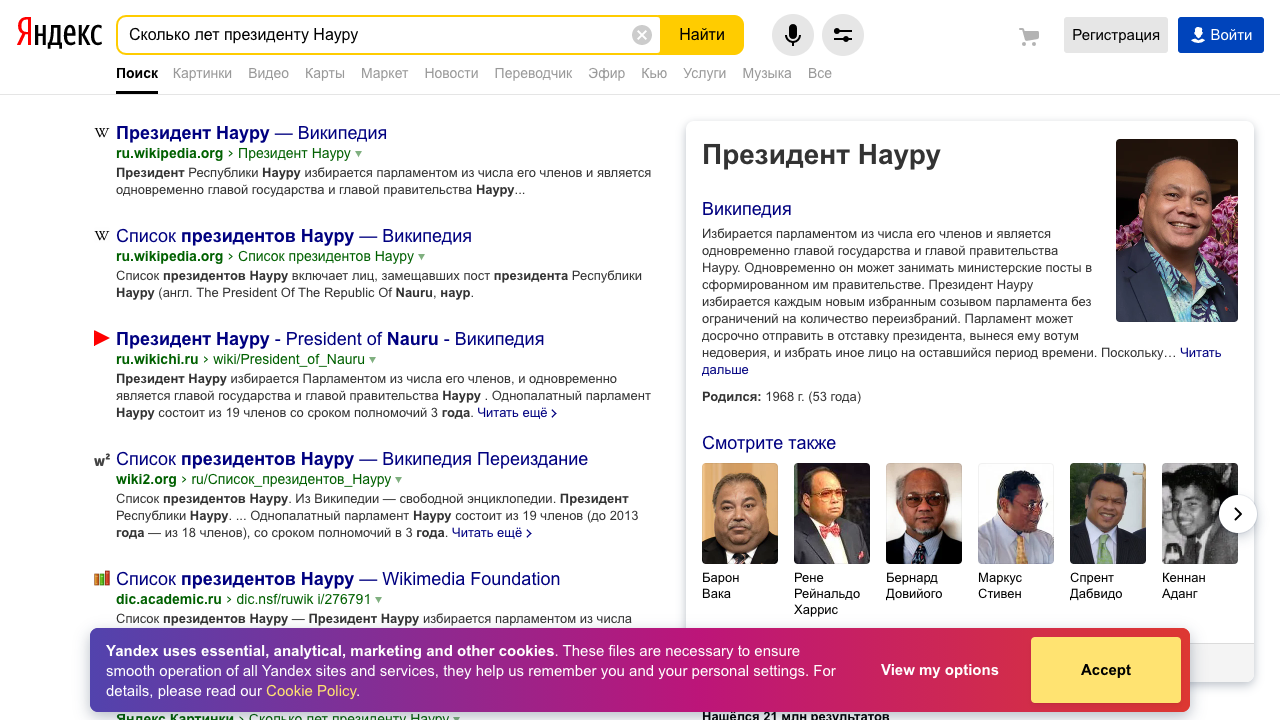 Яндекс
Сколько лет президенту Науру
Найти
Регистрация
Войти
Поиск Картинки Видео Карты Маркет Новости Переводчик Эфир Кью Услуги Музыка Все
Президент Науру — Википедия
ru.wikipedia.org › Президент Науру
Президент Республики Науру избирается парламентом из числа его членов и является
одновременно главой государства и главой правительства Науру...
Список президентов Науру — Википедия
ru.wikipedia.org › Список президентов Науру
Список президентов Науру включает лиц, замещавших пост президента Республики
Науру (англ. The President Of The Republic Of Nauru, наур.
Президент Науру - President of Nauru - Википедия
ru.wikichi.ru › wiki/President_of_Nauru
Президент Науру избирается Парламентом из числа его членов, и одновременно
является главой государства и главой правительства Науру . Однопалатный парламент
Науру состоит из 19 членов со сроком полномочий 3 года. Читать ещё ›
Список президентов Науру — Википедия Переиздание
wiki2.org › ru/Список_президентов_Науру
Список президентов Науру. Из Википедии — свободной энциклопедии. Президент
Республики Науру. ... Однопалатный парламент Науру состоит из 19 членов (до 2013
года — из 18 членов), со сроком полномочий в 3 года. Читать ещё ›
Список президентов Науру — Wikimedia Foundation
dic.academic.ru › dic.nsf/ruwik i/276791
Список президентов Науру — Президент Науру избирается парламентом из числа
Яндекс Картинки › Сколько лет президенту Науру
Президент Науру
Википедия
Избирается парламентом из числа его членов и является
одновременно главой государства и главой правительства
Науру. Одновременно он может занимать министерские посты в
сформированном им правительстве. Президент Науру
избирается каждым новым избранным созывом парламента без
ограничений на количество переизбраний. Парламент может
досрочно отправить в отставку президента, вынеся ему вотум
недоверия, и избрать иное лицо на оставшийся период времени. Поскольку… Читать
дальше
Родился: 1968 г. (53 года)
Смотрите также
Барон
Вака
Рене
Рейнальдо
Харрис
Бернард
Довийого
Маркус
Стивен
Спрент
Дабвидо
Кеннан
Аданг
Нашёлся 21 млн результатов
Yandex uses essential, analytical, marketing and other cookies. These files are necessary to ensure
smooth operation of all Yandex sites and services, they help us remember you and your personal settings. For
details, please read our Cookie Policy.
View my options
Accept